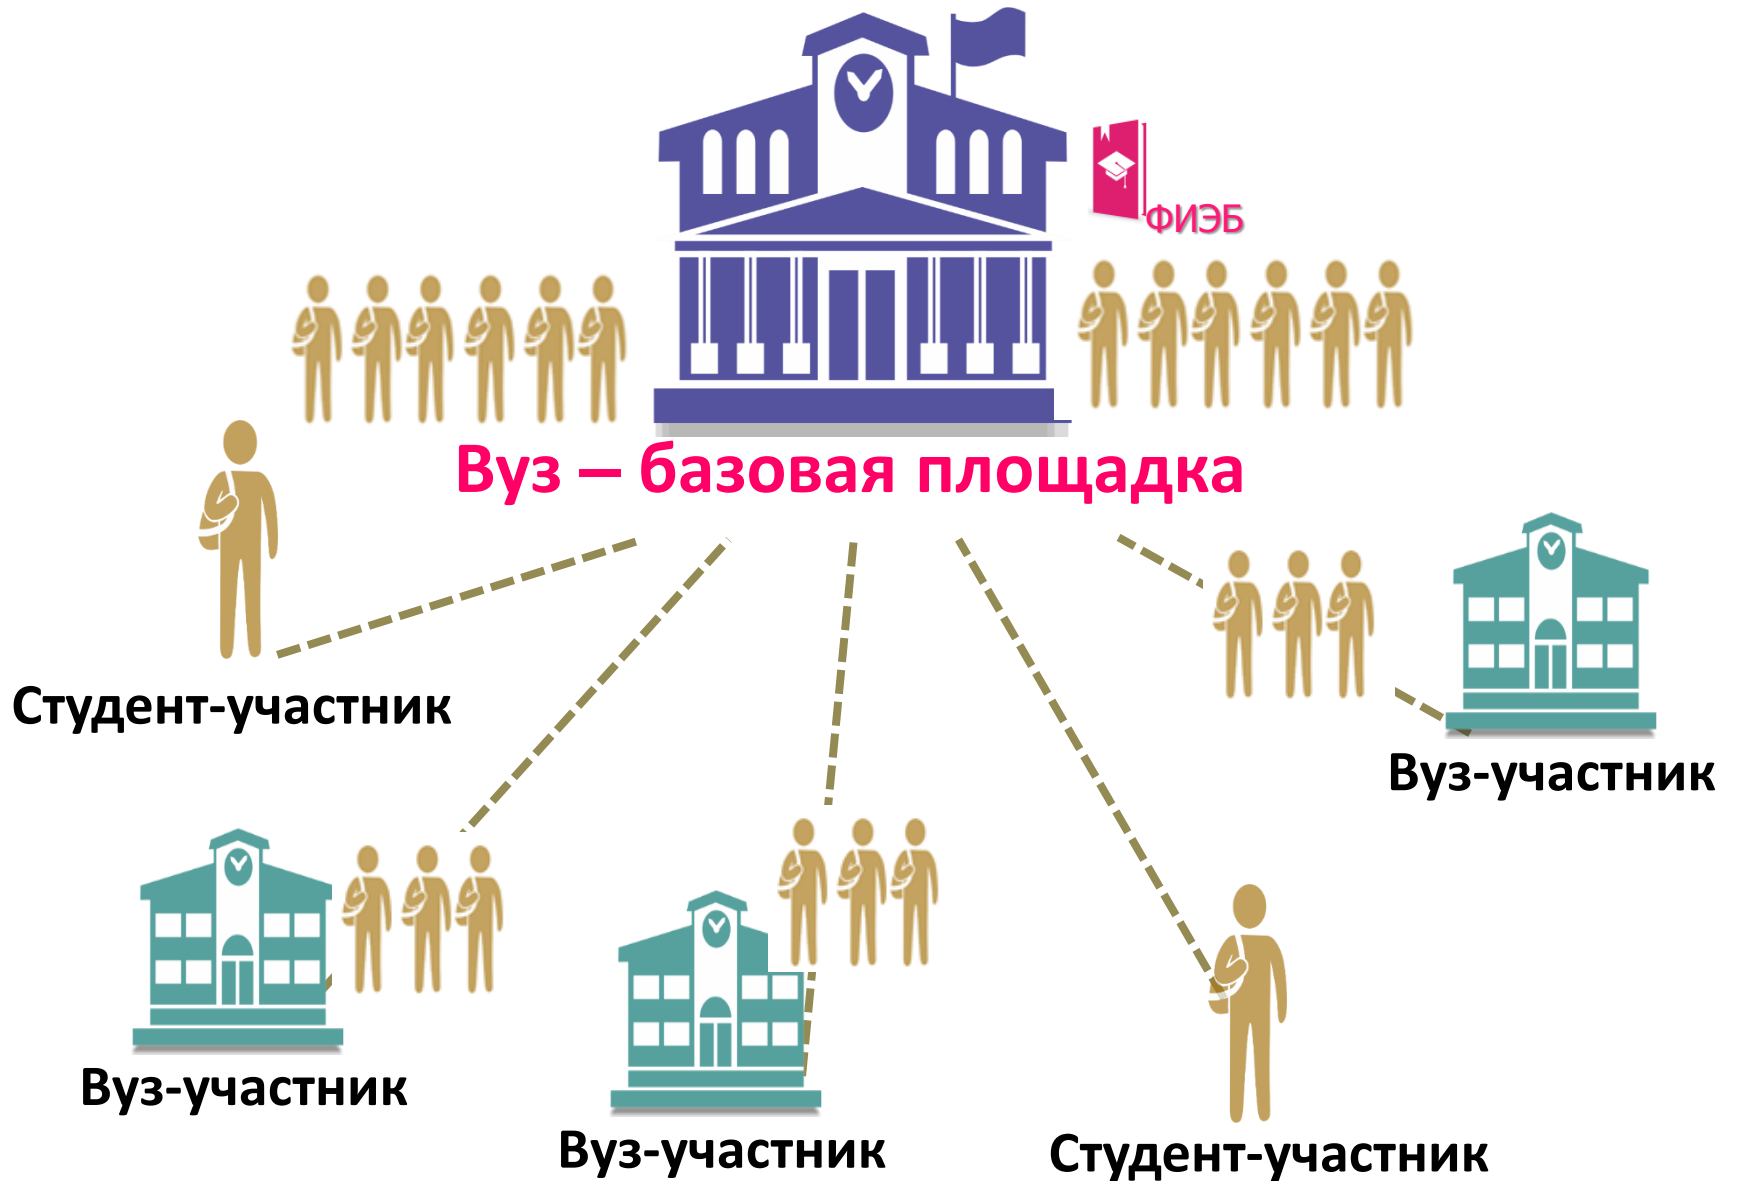 ФИЭБ
Вуз – базовая площадка
Студент-участник
Вуз-участник
Вуз-участник
Вуз-участник
Студент-участник